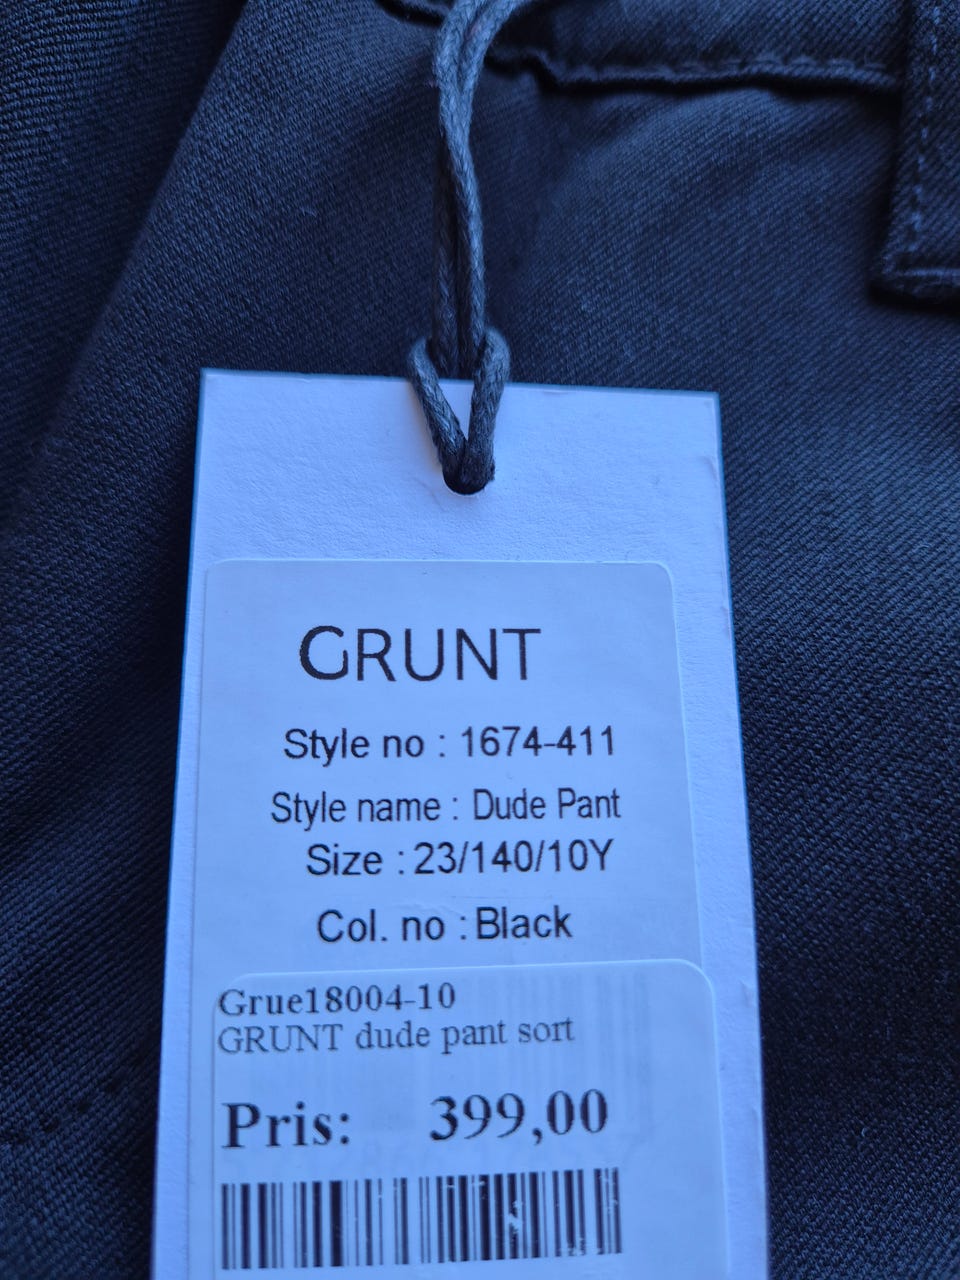 GRUNT
Style no : 1674-411
Style name : Dude Pant
Size : 23/140/10Y
Col. no : Black
Grue18004-10
GRUNT dude pant sort
Pris: 399,00